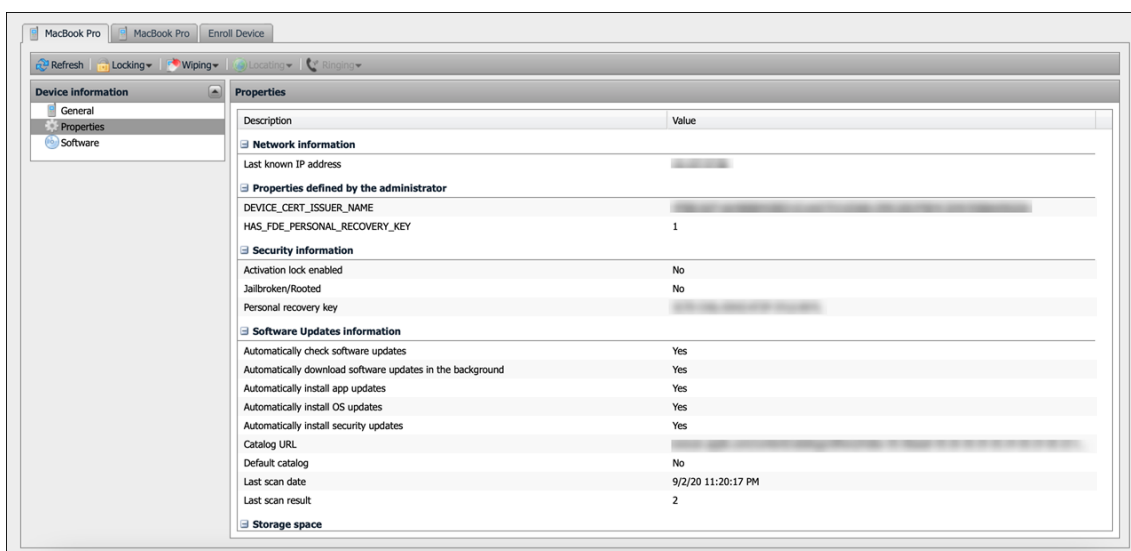 MacBook Pro MacBook Pro Enroll Device
Refresh Locking Wiping Locating Ringing
Device information
General
Properties
Software
Properties
Description Value
Network information
Last known IP address
Properties defined by the administrator
DEVICE_CERT_ISSUER_NAME
HAS_FDE_PERSONAL_RECOVERY_KEY 1
Security information
Activation lock enabled No
Jailbroken/Rooted No
Personal recovery key
Software Updates information
Automatically check software updates Yes
Automatically download software updates in the background Yes
Automatically install app updates Yes
Automatically install OS updates Yes
Automatically install security updates Yes
Catalog URL
Default catalog No
Last scan date 9/2/20 11:20:17 PM
Last scan result 2
Storage space